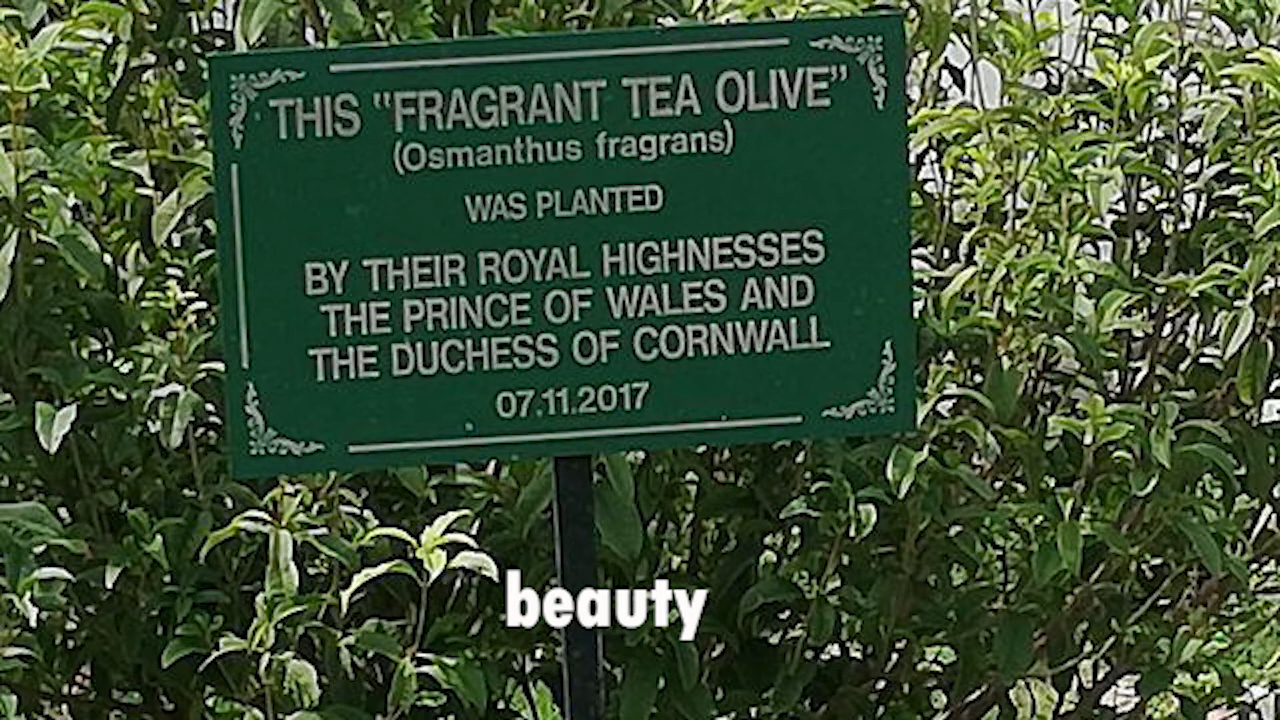 THIS "FRAGRANT TEA OLIVE"
(Osmanthus fragrans)
WAS PLANTED
BY THEIR ROYAL HIGHNESSES
THE PRINCE OF WALES AND
THE DUCHESS OF CORNWALL
07.11.2017
beauty